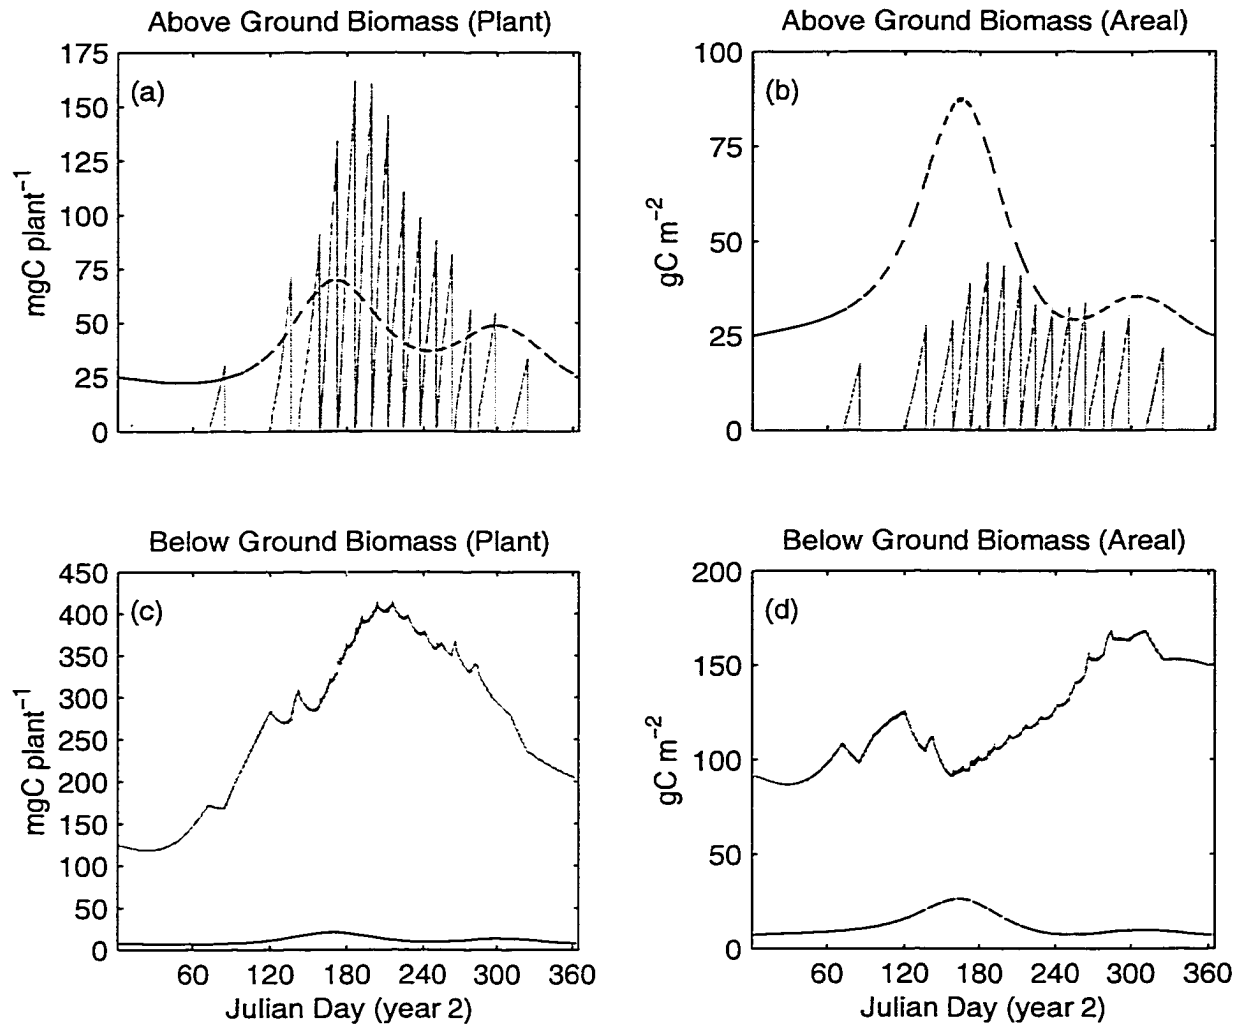 Above Ground Biomass (Plant)
175
150
125
100
75
50
25
0
mgC plant⁻¹
(a)
Above Ground Biomass (Areal)
100
75
50
25
0
gC m⁻²
(b)
Below Ground Biomass (Plant)
450
400
350
300
250
200
150
100
50
0
mgC plant⁻¹
(c)
60 120 180 240 300 360
Julian Day (year 2)
Below Ground Biomass (Areal)
200
150
100
50
0
gC m⁻²
(d)
60 120 180 240 300 360
Julian Day (year 2)